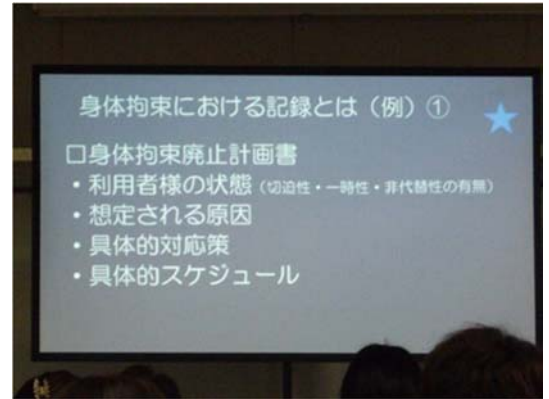 身体拘束における記録とは（例）①
□身体拘束廃止計画書
・利用者様の状態（切迫性・一時性・非代替性の有無）
・想定される原因
・具体的対応策
・具体的スケジュール